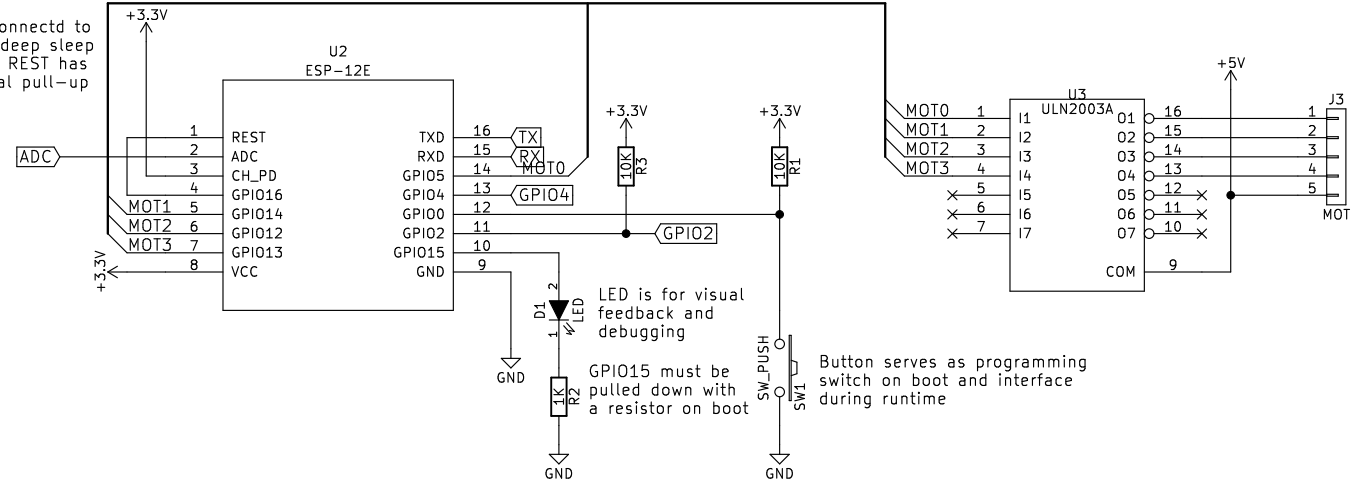 onnectd to
deep sleep
REST has
al pull-up
+3.3V
U2
ESP-12E
1 REST
2 ADC
3 CH_PD
4 GPIO16
MOT1 5 GPIO14
MOT2 6 GPIO12
MOT3 7 GPIO13
8 VCC
ADC
+3.3V
TXD 16 TX
RXD 15 RX
GPIO5 14 MOT0
GPIO4 13 GPIO4
GPIO0 12
GPIO2 11 GPIO2
GPIO15 10
GND 9
GND
+3.3V
10K R3
+3.3V
10K R1
2
D1 LED
1
LED is for visual
feedback and
debugging
1K R2
GND
GPIO15 must be
pulled down with
a resistor on boot
SW_PUSH
SW1
GND
Button serves as programming
switch on boot and interface
during runtime
U3
ULN2003A
MOT0 1 I1
MOT1 2 I2
MOT2 3 I3
MOT3 4 I4
5 I5
6 I6
7 I7
O1 16
O2 15
O3 14
O4 13
O5 12
O6 11
O7 10
COM 9
+5V
J3
1
2
3
4
5
MOT